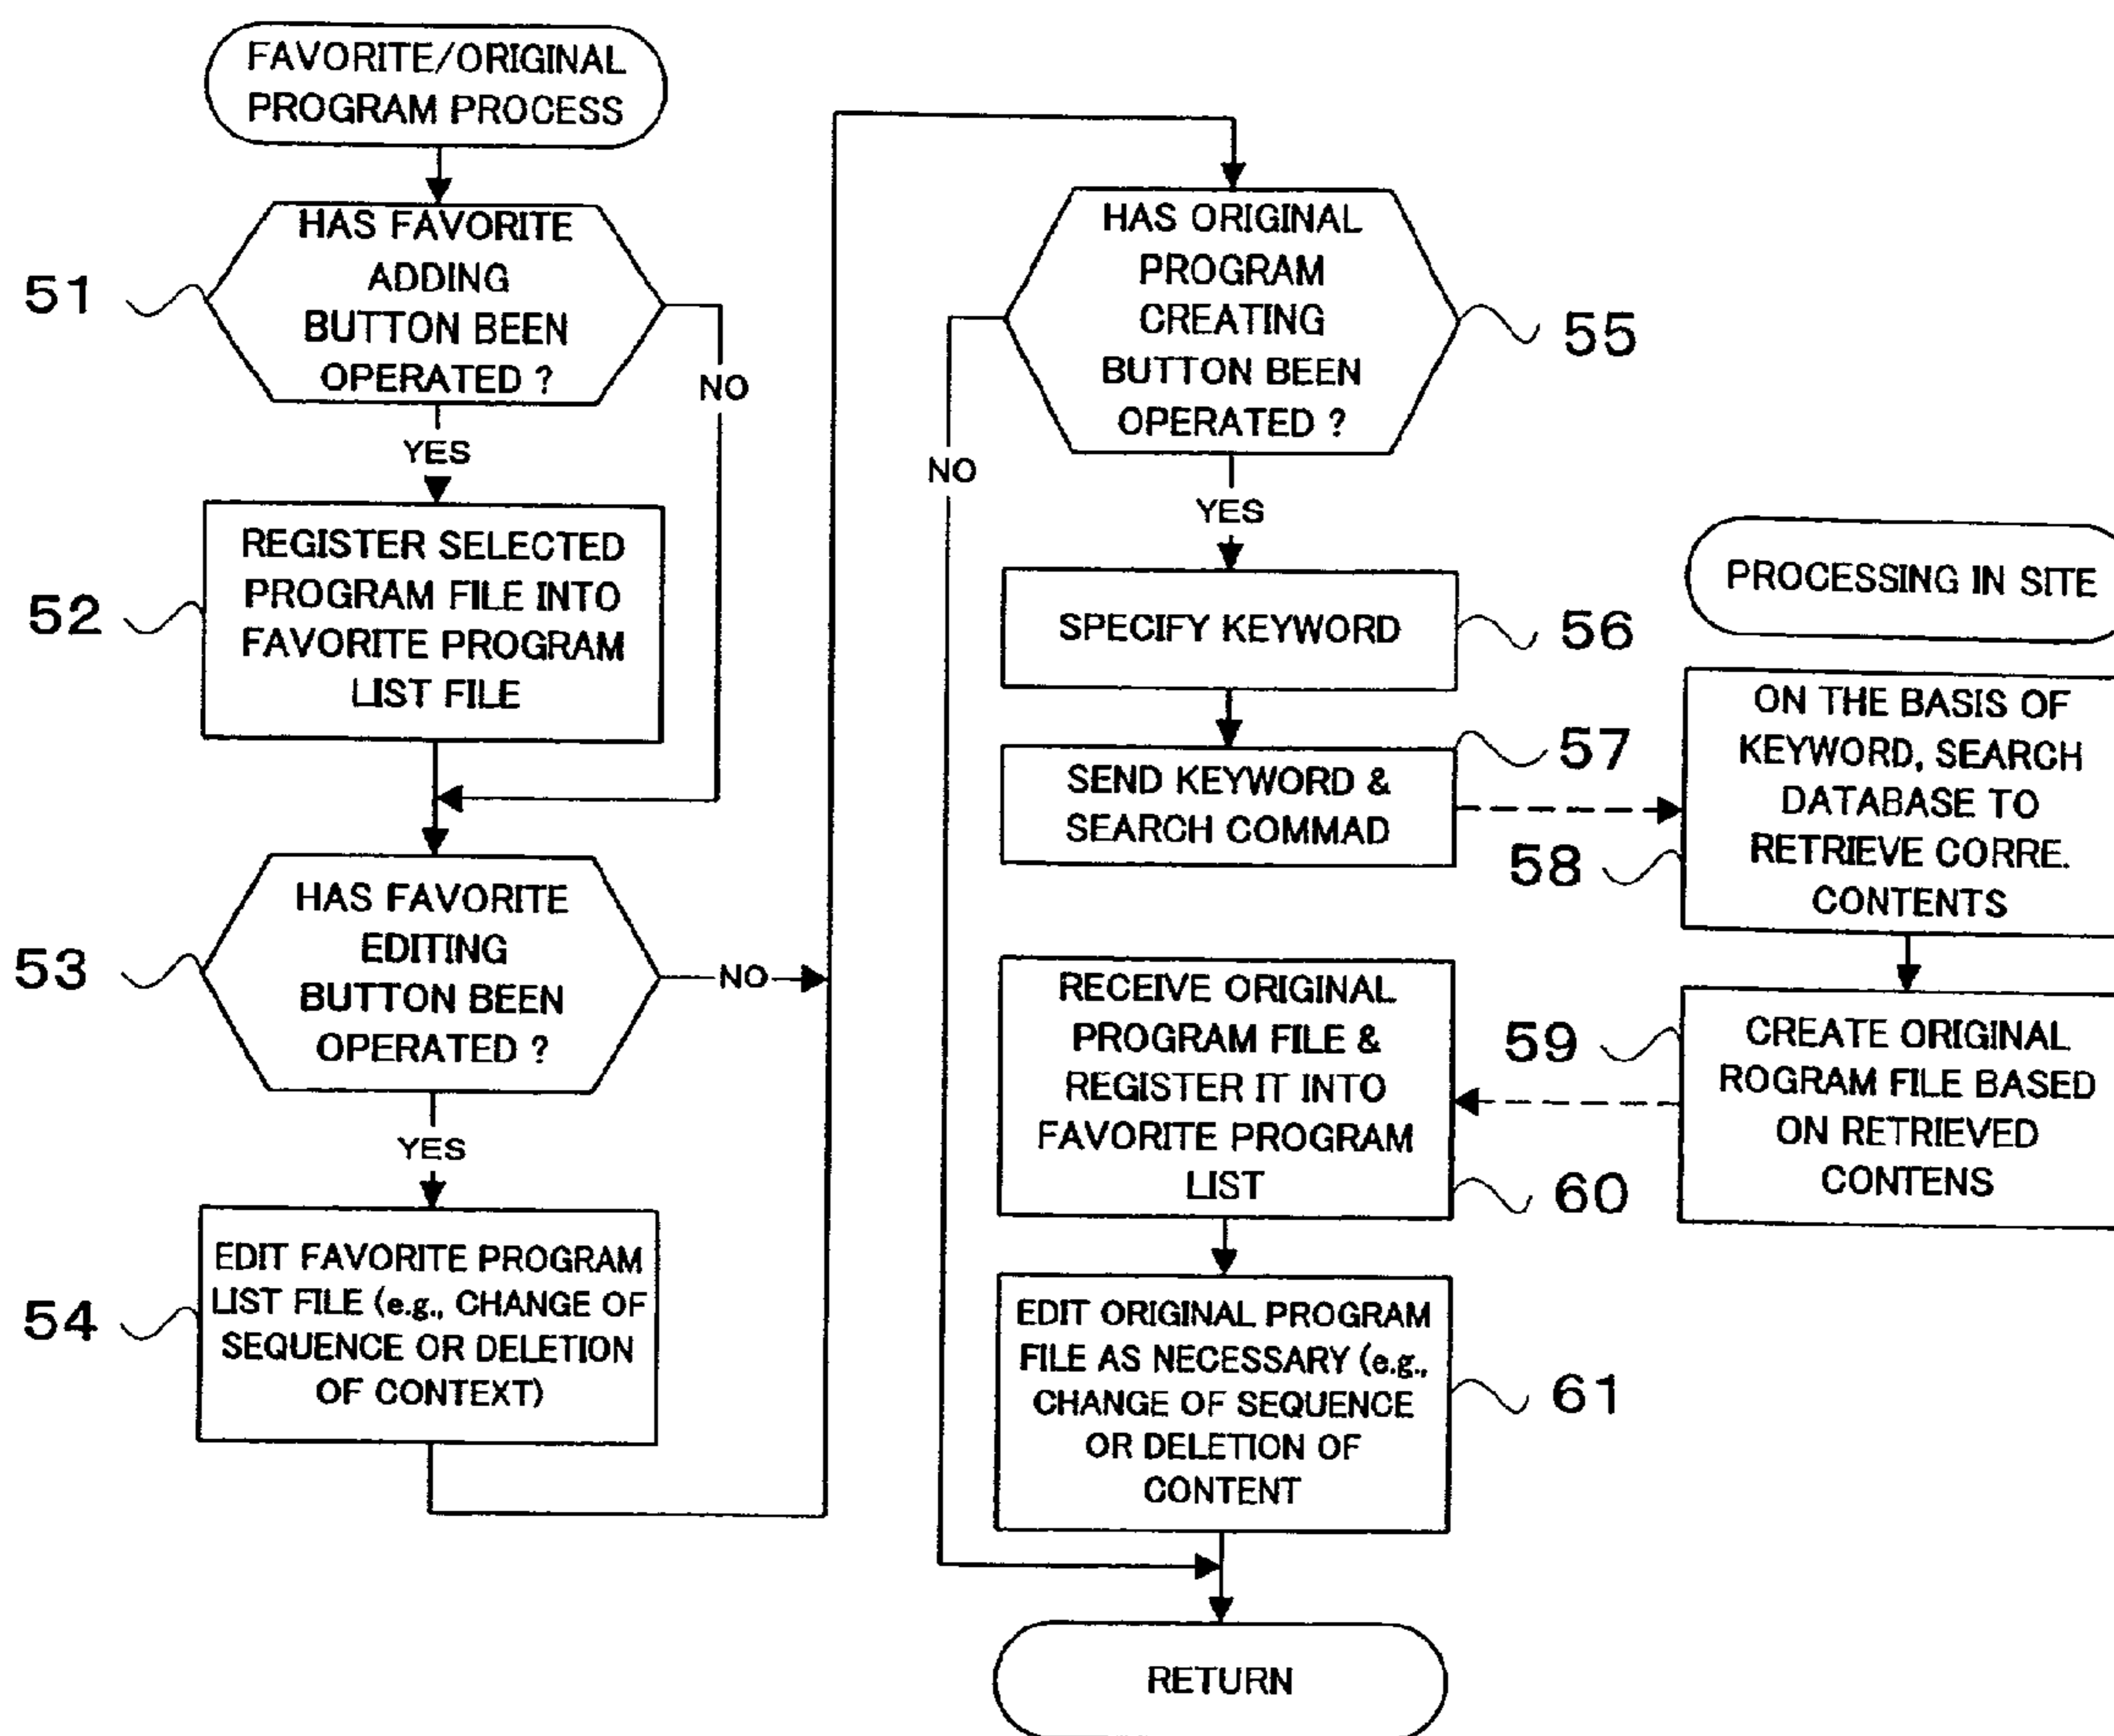 FAVORITE/ORIGINAL
PROGRAM PROCESS
51
HAS FAVORITE
ADDING
BUTTON BEEN
OPERATED ?
NO
YES
52
REGISTER SELECTED
PROGRAM FILE INTO
FAVORITE PROGRAM
LIST FILE
53
HAS FAVORITE
EDITING
BUTTON BEEN
OPERATED ?
NO
YES
54
EDIT FAVORITE PROGRAM
LIST FILE (e.g., CHANGE OF
SEQUENCE OR DELETION
OF CONTEXT)
HAS ORIGINAL
PROGRAM
CREATING
BUTTON BEEN
OPERATED ?
55
NO
YES
SPECIFY KEYWORD
56
SEND KEYWORD &
SEARCH COMMAD
57
PROCESSING IN SITE
58
ON THE BASIS OF
KEYWORD, SEARCH
DATABASE TO
RETRIEVE CORRE.
CONTENTS
59
CREATE ORIGINAL
ROGRAM FILE BASED
ON RETRIEVED
CONTENS
RECEIVE ORIGINAL
PROGRAM FILE &
REGISTER IT INTO
FAVORITE PROGRAM
LIST
60
EDIT ORIGINAL PROGRAM
FILE AS NECESSARY (e.g.,
CHANGE OF SEQUENCE
OR DELETION OF
CONTENT
61
RETURN